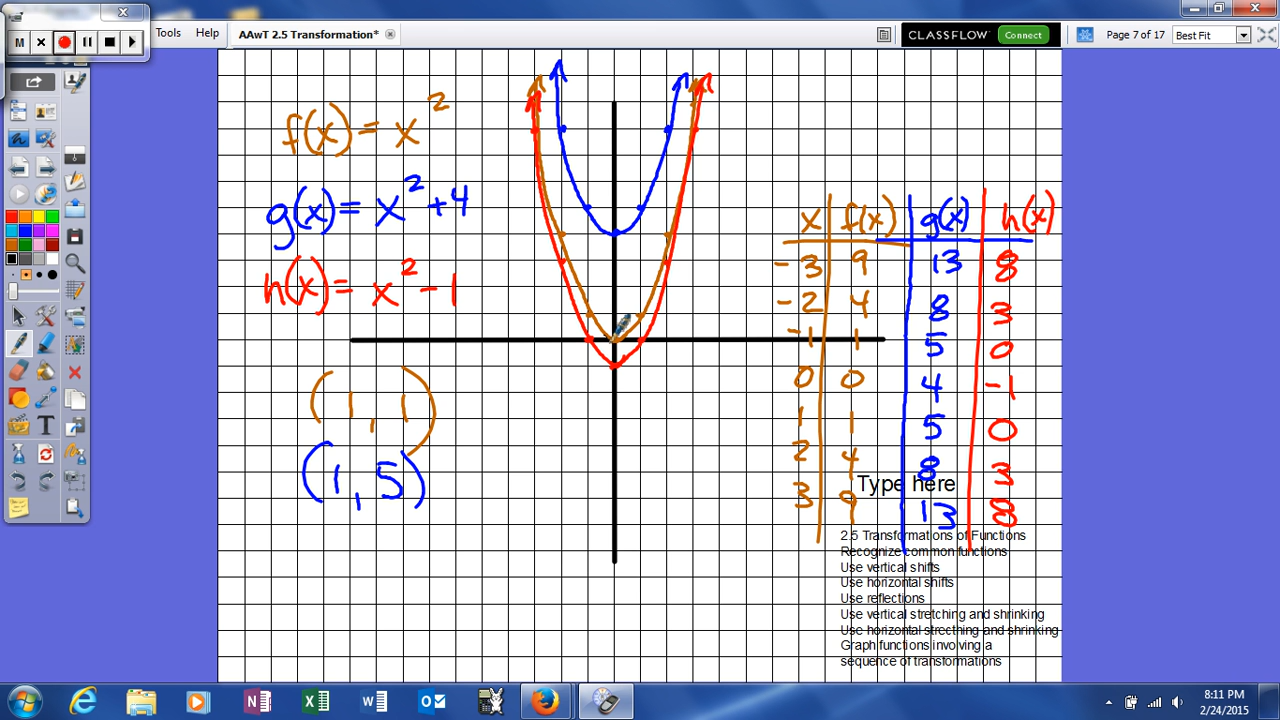 M
Tools Help
AAwT 2.5 Transformation*
CLASSFLOW Connect
Page 7 of 17 Best Fit
f(x) = x²
g(x) = x² + 4
h(x) = x² - 1
(1, 1)
(1, 5)
x f(x) g(x) h(x)
-3 9 13 8
-2 4 8 3
-1 1 5 0
0 0 4 -1
1 1 5 0
2 4 8 3
3 9 13 8
Type here
2.5 Transformations of Functions
Recognize common functions
Use vertical shifts
Use horizontal shifts
Use reflections
Use vertical stretching and shrinking
Use horizontal strecthing and shrinking
Graph functions involving a
sequence of transformations
8:11 PM
2/24/2015